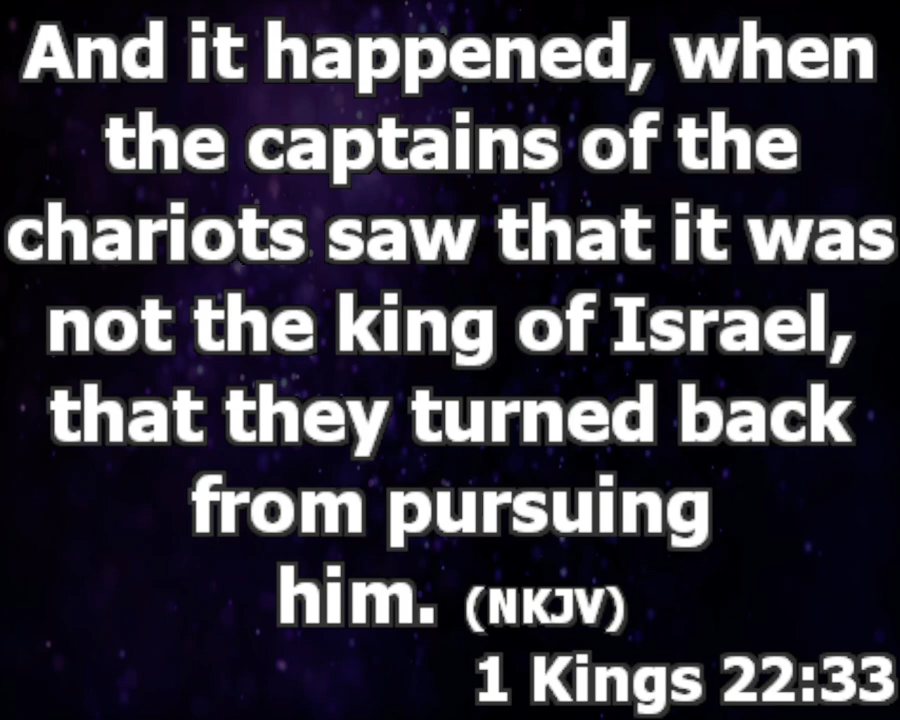 And it happened, when
the captains of the
chariots saw that it was
not the king of Israel,
that they turned back
from pursuing
him. (NKJV)
1 Kings 22:33